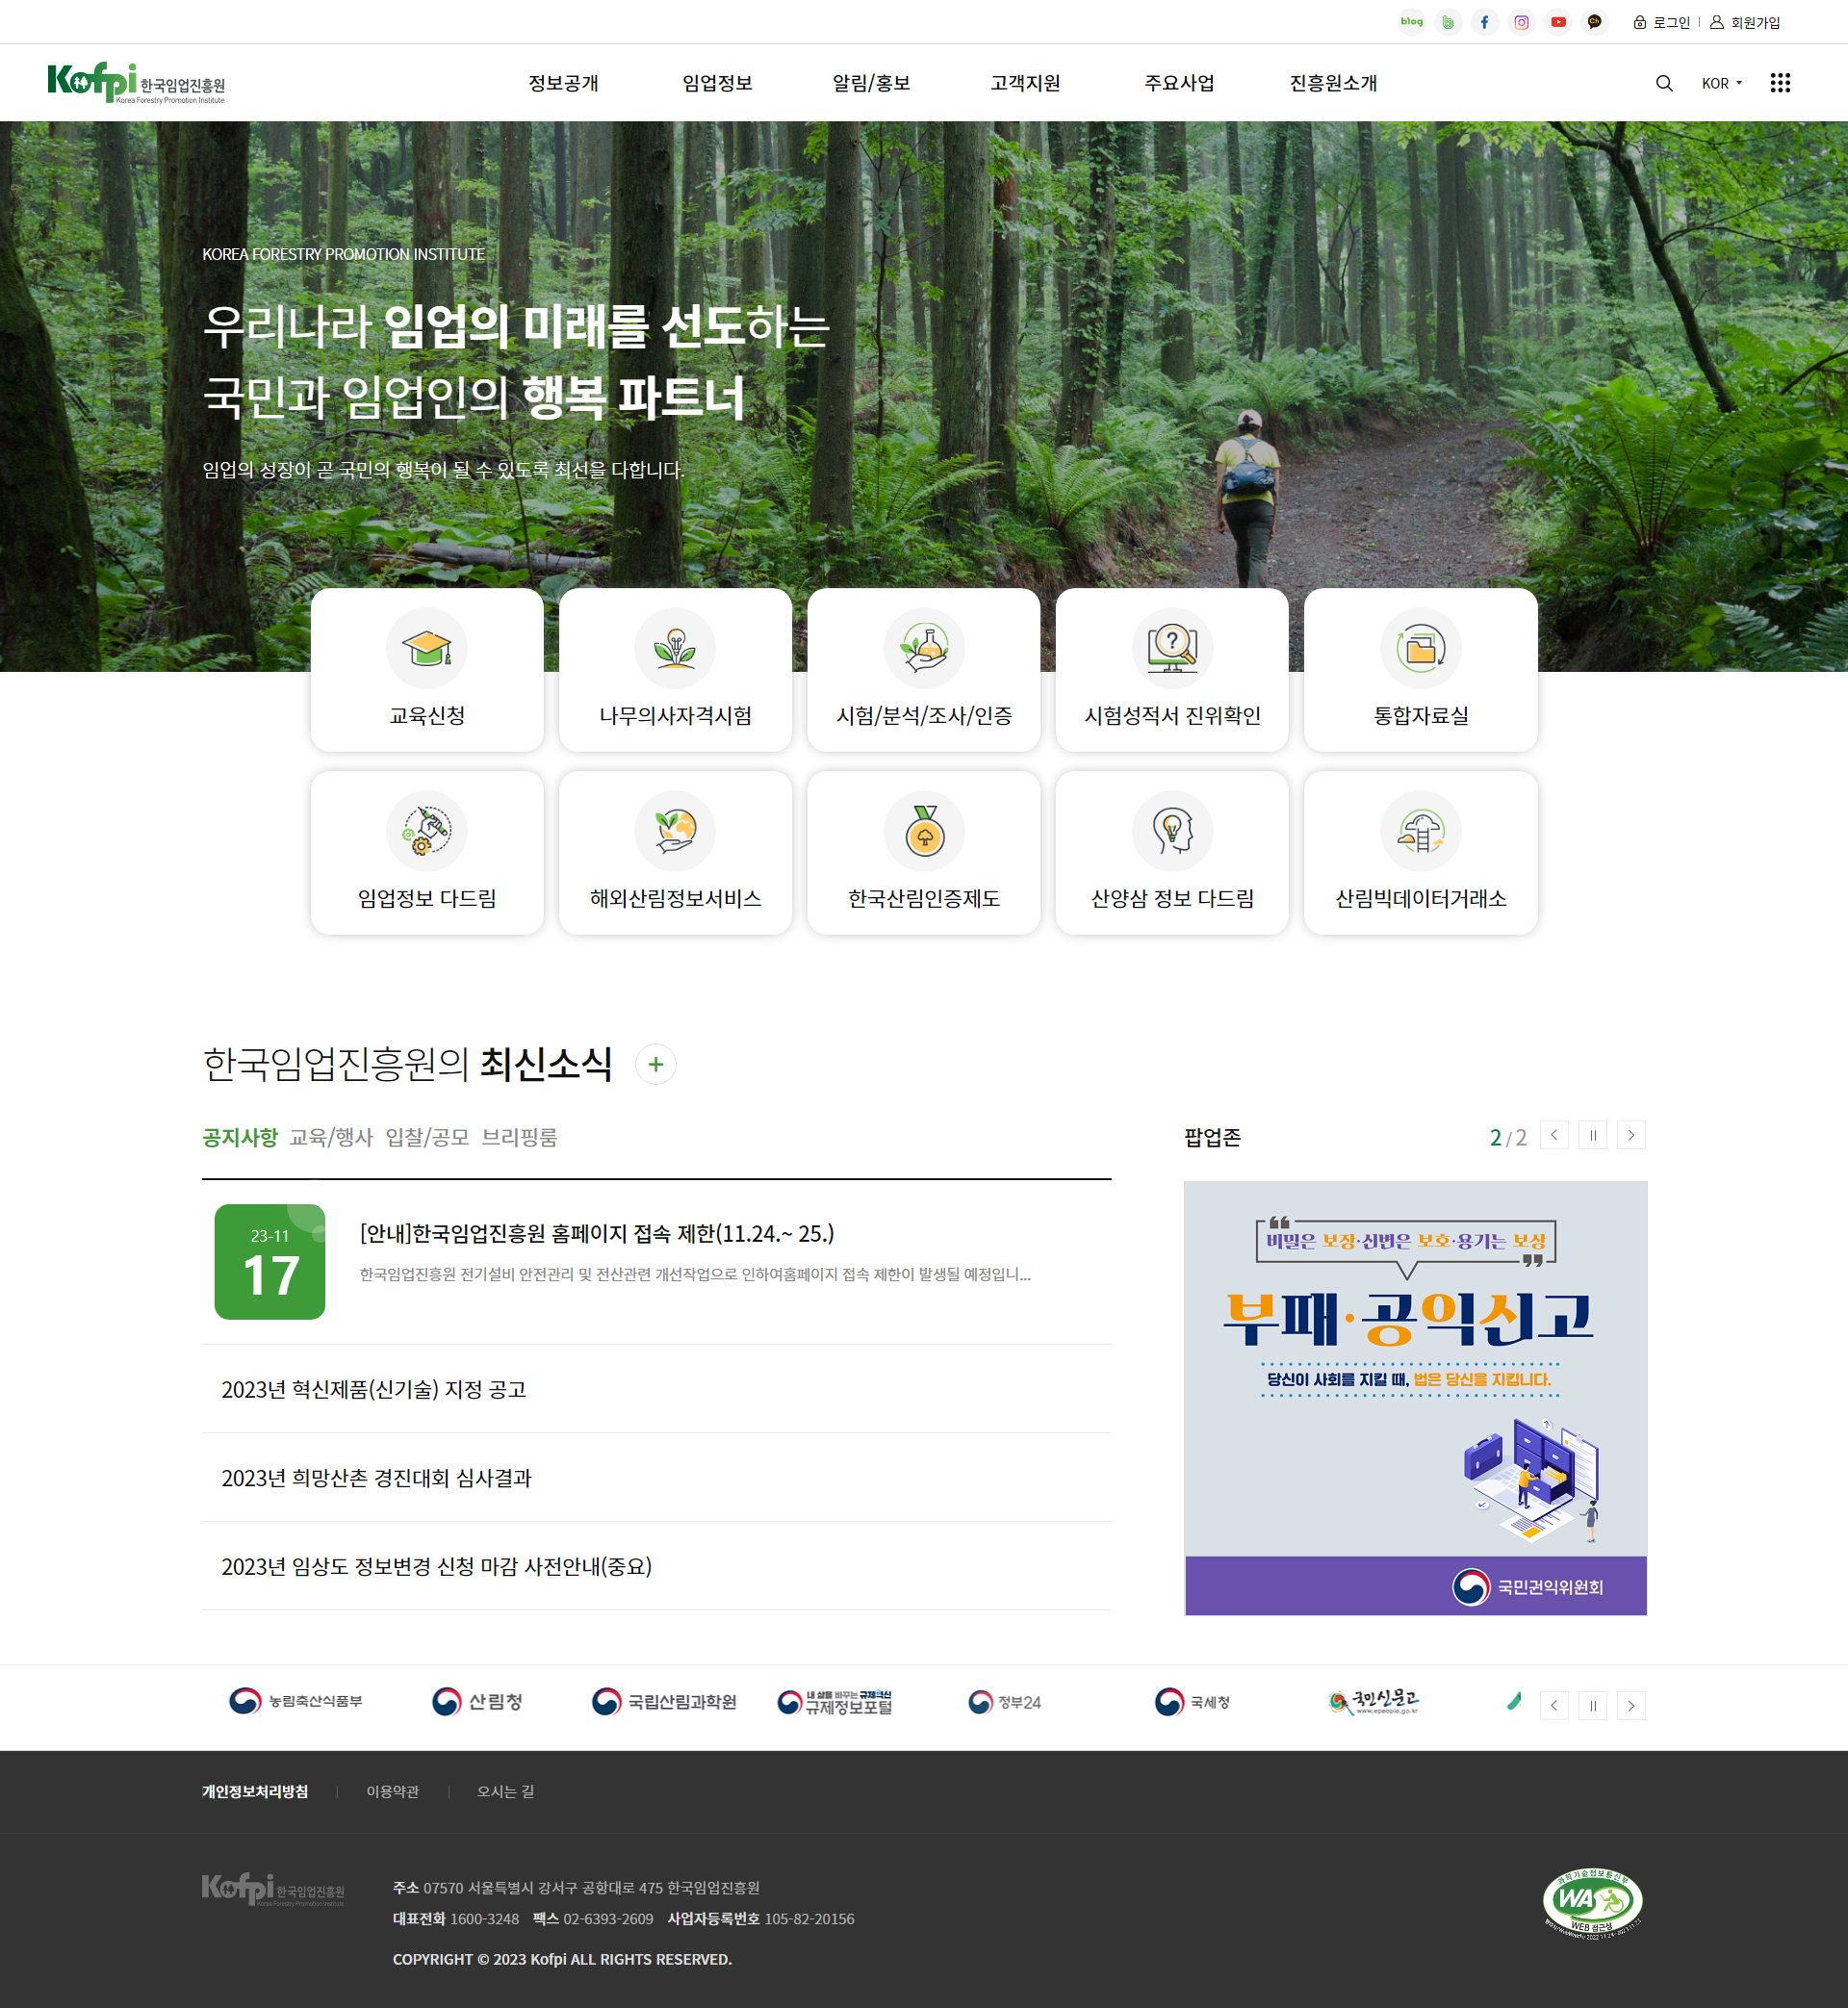 blog
Ch
로그인
회원가입
Kofpi 한국임업진흥원
Korea Forestry Promotion Institute
정보공개
임업정보
알림/홍보
고객지원
주요사업
진흥원소개
KOR
KOREA FORESTRY PROMOTION INSTITUTE
우리나라 임업의 미래를 선도하는
국민과 임업인의 행복 파트너
임업의 성장이 곧 국민의 행복이 될 수 있도록 최선을 다합니다.
교육신청
나무의사자격시험
시험/분석/조사/인증
시험성적서 진위확인
통합자료실
임업정보 다드림
해외산림정보서비스
한국산림인증제도
산양삼 정보 다드림
산림빅데이터거래소
한국임업진흥원의 최신소식
공지사항 교육/행사 입찰/공모 브리핑룸
23-11
17
[안내]한국임업진흥원 홈페이지 접속 제한(11.24.~ 25.)
한국임업진흥원 전기설비 안전관리 및 전산관련 개선작업으로 인하여홈페이지 접속 제한이 발생될 예정입니...
2023년 혁신제품(신기술) 지정 공고
2023년 희망산촌 경진대회 심사결과
2023년 임상도 정보변경 신청 마감 사전안내(중요)
팝업존
2 / 2
비밀은 보장·신변은 보호·용기는 보상
부패·공익신고
당신이 사회를 지킬 때, 법은 당신을 지킵니다.
국민권익위원회
농림축산식품부
산림청
국립산림과학원
내 삶을 바꾸는 규제혁신
규제정보포털
정부24
국세청
국민신문고
www.epeople.go.kr
개인정보처리방침
이용약관
오시는 길
Kofpi 한국임업진흥원
Korea Forestry Promotion Institute
주소 07570 서울특별시 강서구 공항대로 475 한국임업진흥원
대표전화 1600-3248 팩스 02-6393-2609 사업자등록번호 105-82-20156
COPYRIGHT © 2023 Kofpi ALL RIGHTS RESERVED.
과학기술정보통신부
WA
WEB 접근성